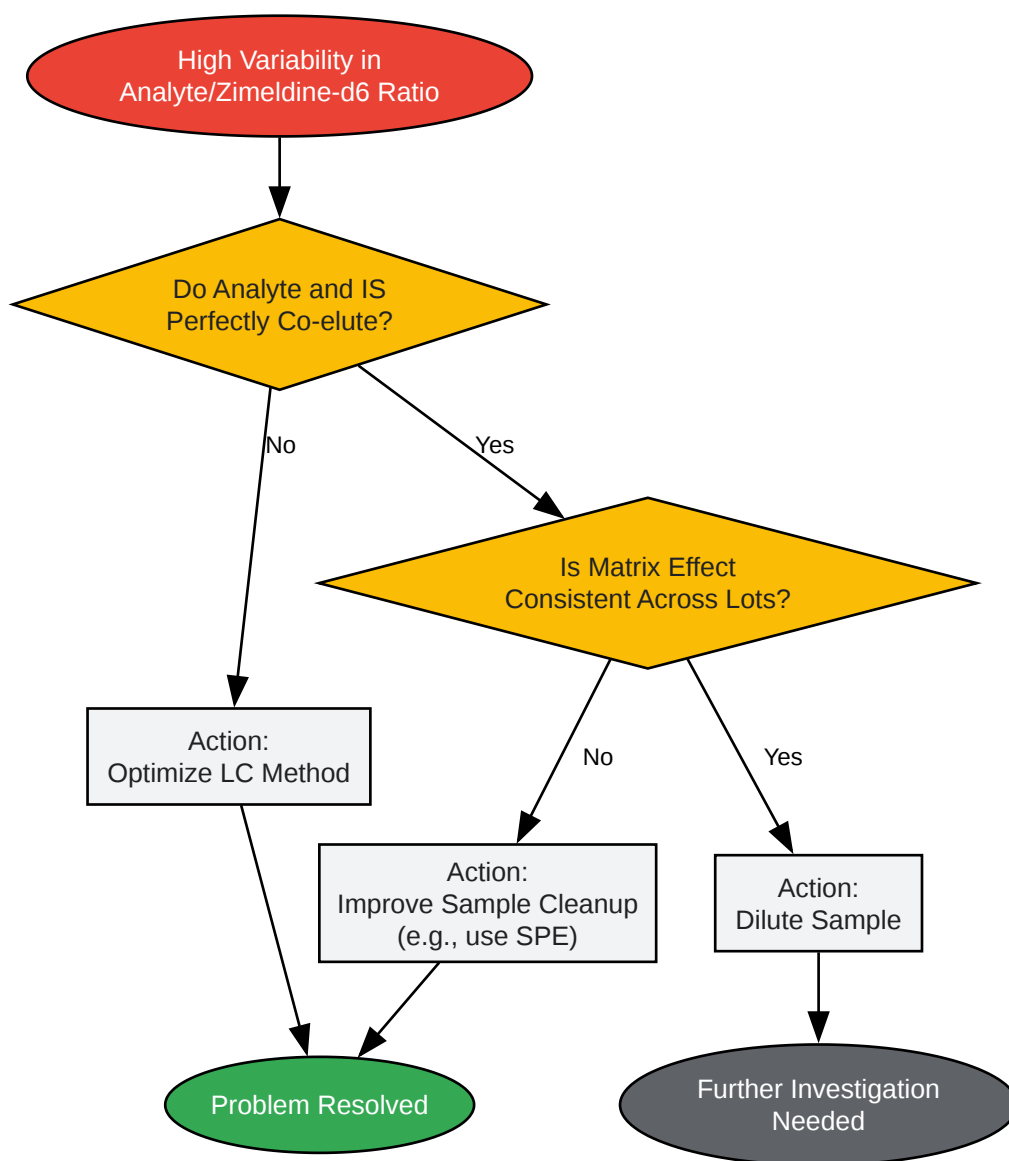 High Variability in
Analyte/Zimeldine-d6 Ratio
Do Analyte and IS
Perfectly Co-elute?
No
Yes
Is Matrix Effect
Consistent Across Lots?
Action:
Optimize LC Method
No
Yes
Action:
Improve Sample Cleanup
(e.g., use SPE)
Action:
Dilute Sample
Problem Resolved
Further Investigation
Needed